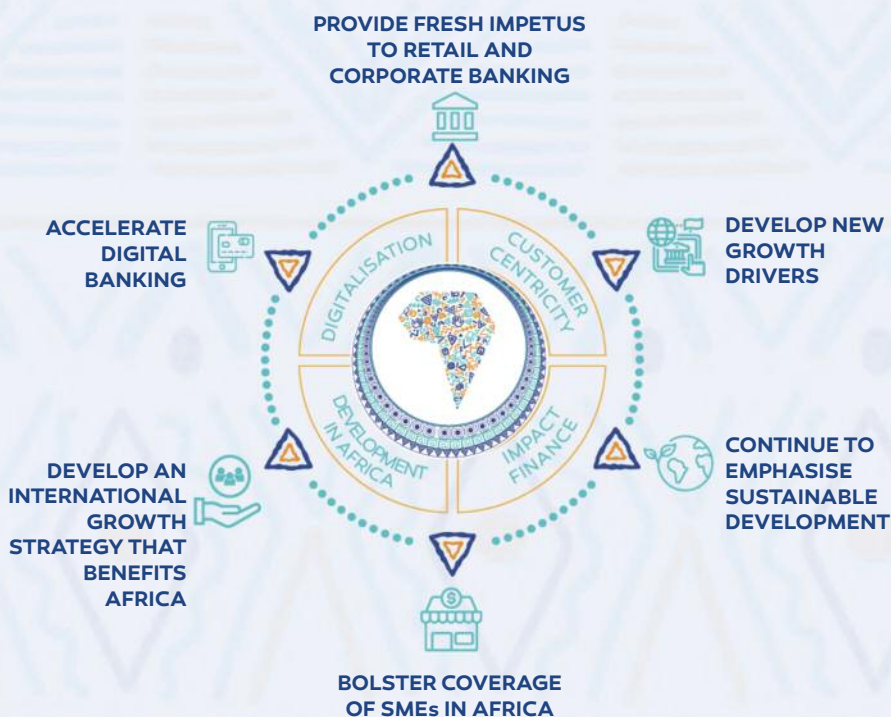 PROVIDE FRESH IMPETUS
TO RETAIL AND
CORPORATE BANKING
ACCELERATE
DIGITAL
BANKING
DEVELOP NEW
GROWTH
DRIVERS
DIGITALISATION
CUSTOMER
CENTRICITY
DEVELOPMENT
IN AFRICA
IMPACT
FINANCE
DEVELOP AN
INTERNATIONAL
GROWTH
STRATEGY THAT
BENEFITS
AFRICA
CONTINUE TO
EMPHASISE
SUSTAINABLE
DEVELOPMENT
$
BOLSTER COVERAGE
OF SMEs IN AFRICA